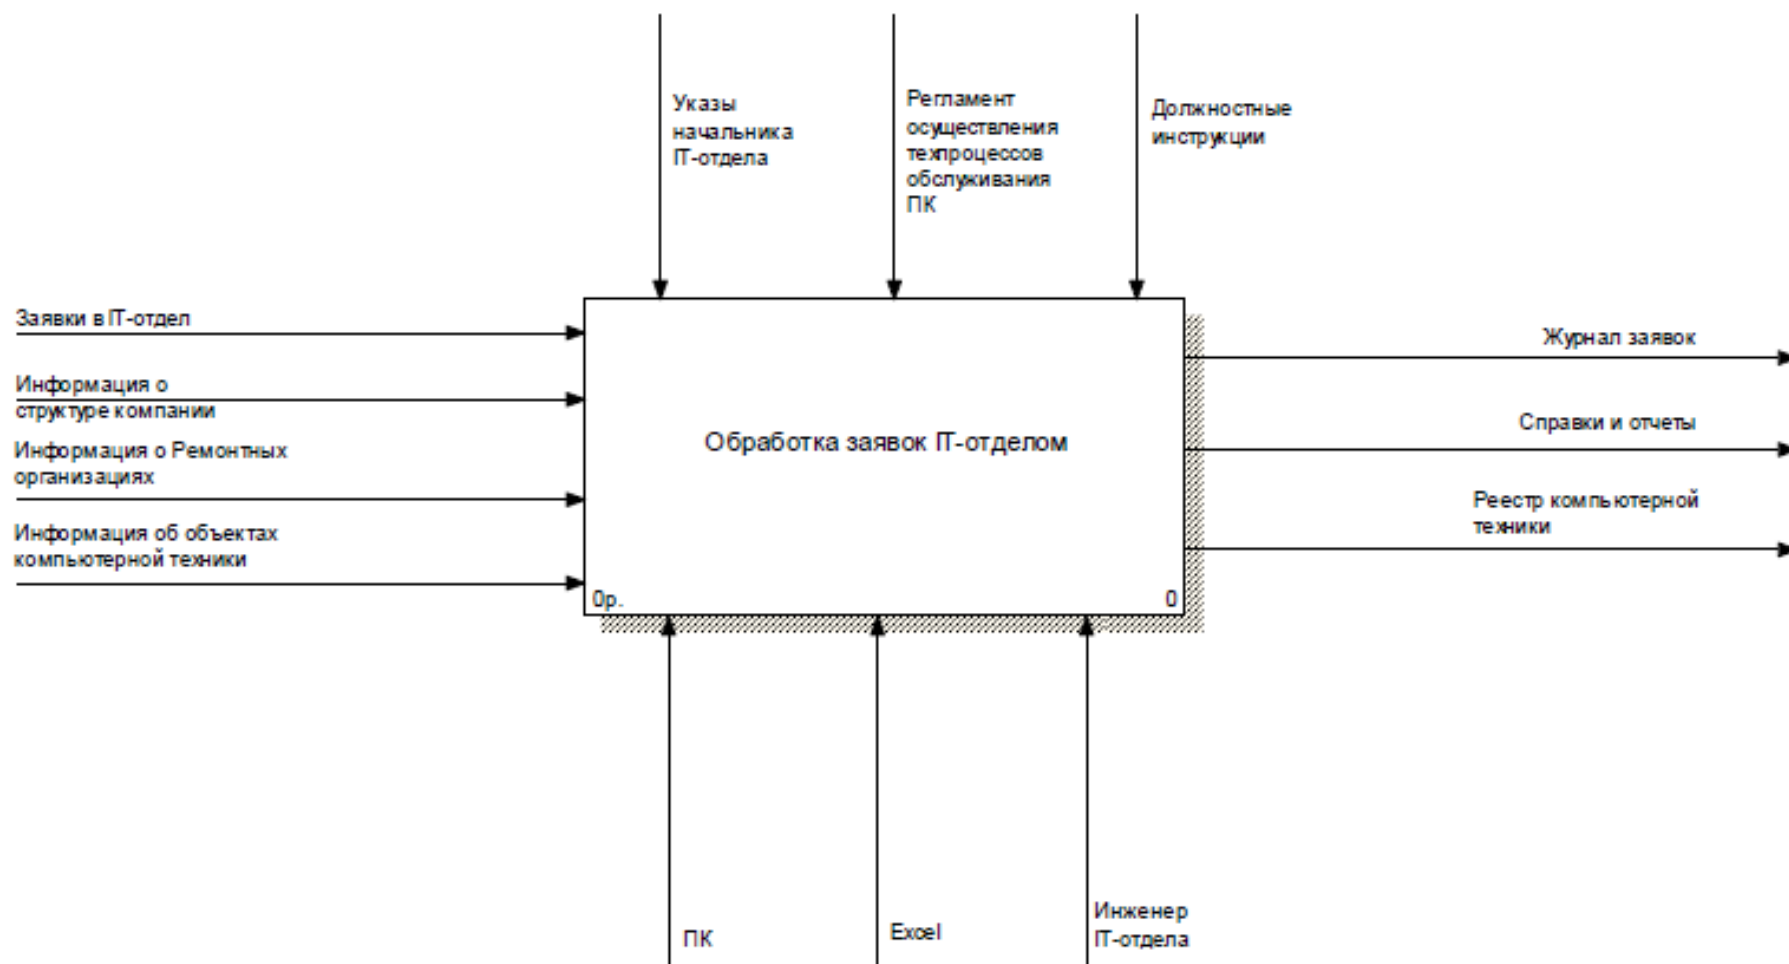 Указы
начальника
IT-отдела
Регламент
осуществления
техпроцессов
обслуживания
ПК
Должностные
инструкции
Заявки в IT-отдел
Информация о
структуре компании
Информация о Ремонтных
организациях
Информация об объектах
компьютерной техники
Обработка заявок IT-отделом
0р.
0
Журнал заявок
Справки и отчеты
Реестр компьютерной
техники
ПК
Excel
Инженер
IT-отдела